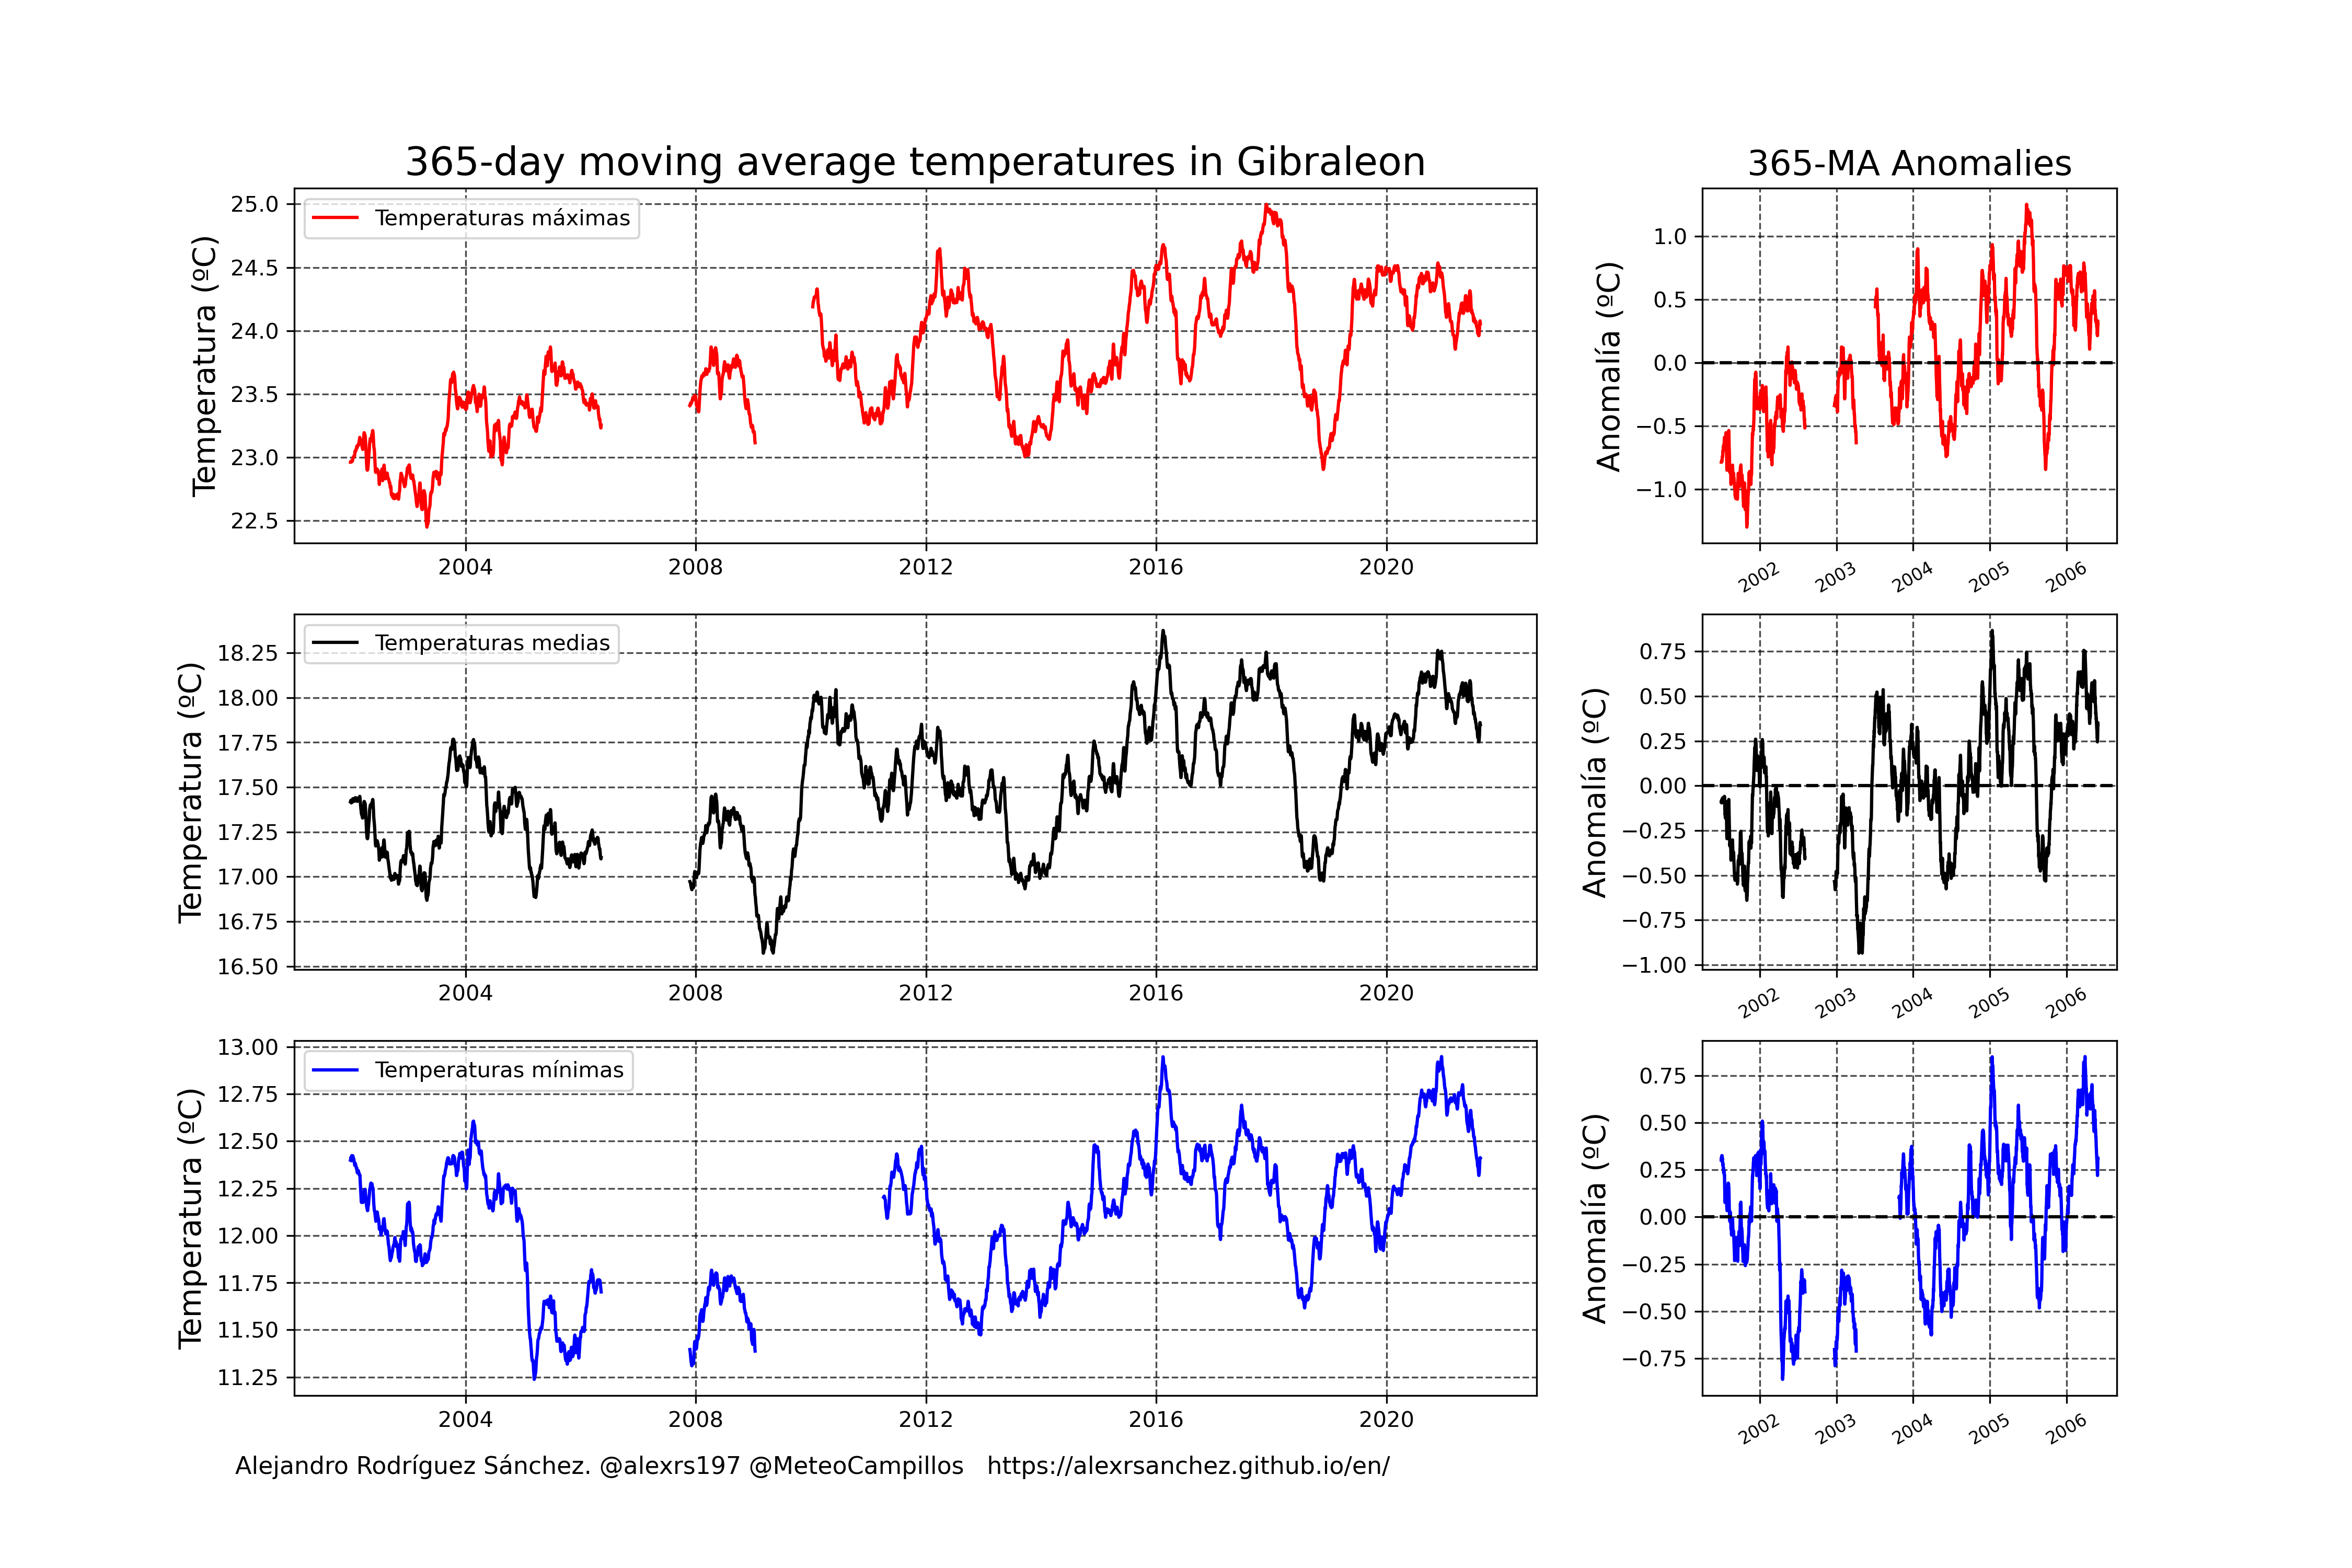 365-day moving average temperatures in Gibraleon
Temperatura (ºC)
25.0
24.5
24.0
23.5
23.0
22.5
Temperaturas máximas
2004 2008 2012 2016 2020
365-MA Anomalies
Anomalía (ºC)
1.0
0.5
0.0
−0.5
−1.0
2002 2003 2004 2005 2006
Temperatura (ºC)
18.25
18.00
17.75
17.50
17.25
17.00
16.75
16.50
Temperaturas medias
2004 2008 2012 2016 2020
Anomalía (ºC)
0.75
0.50
0.25
0.00
−0.25
−0.50
−0.75
−1.00
2002 2003 2004 2005 2006
Temperatura (ºC)
13.00
12.75
12.50
12.25
12.00
11.75
11.50
11.25
Temperaturas mínimas
2004 2008 2012 2016 2020
Anomalía (ºC)
0.75
0.50
0.25
0.00
−0.25
−0.50
−0.75
2002 2003 2004 2005 2006
Alejandro Rodríguez Sánchez. @alexrs197 @MeteoCampillos https://alexrsanchez.github.io/en/